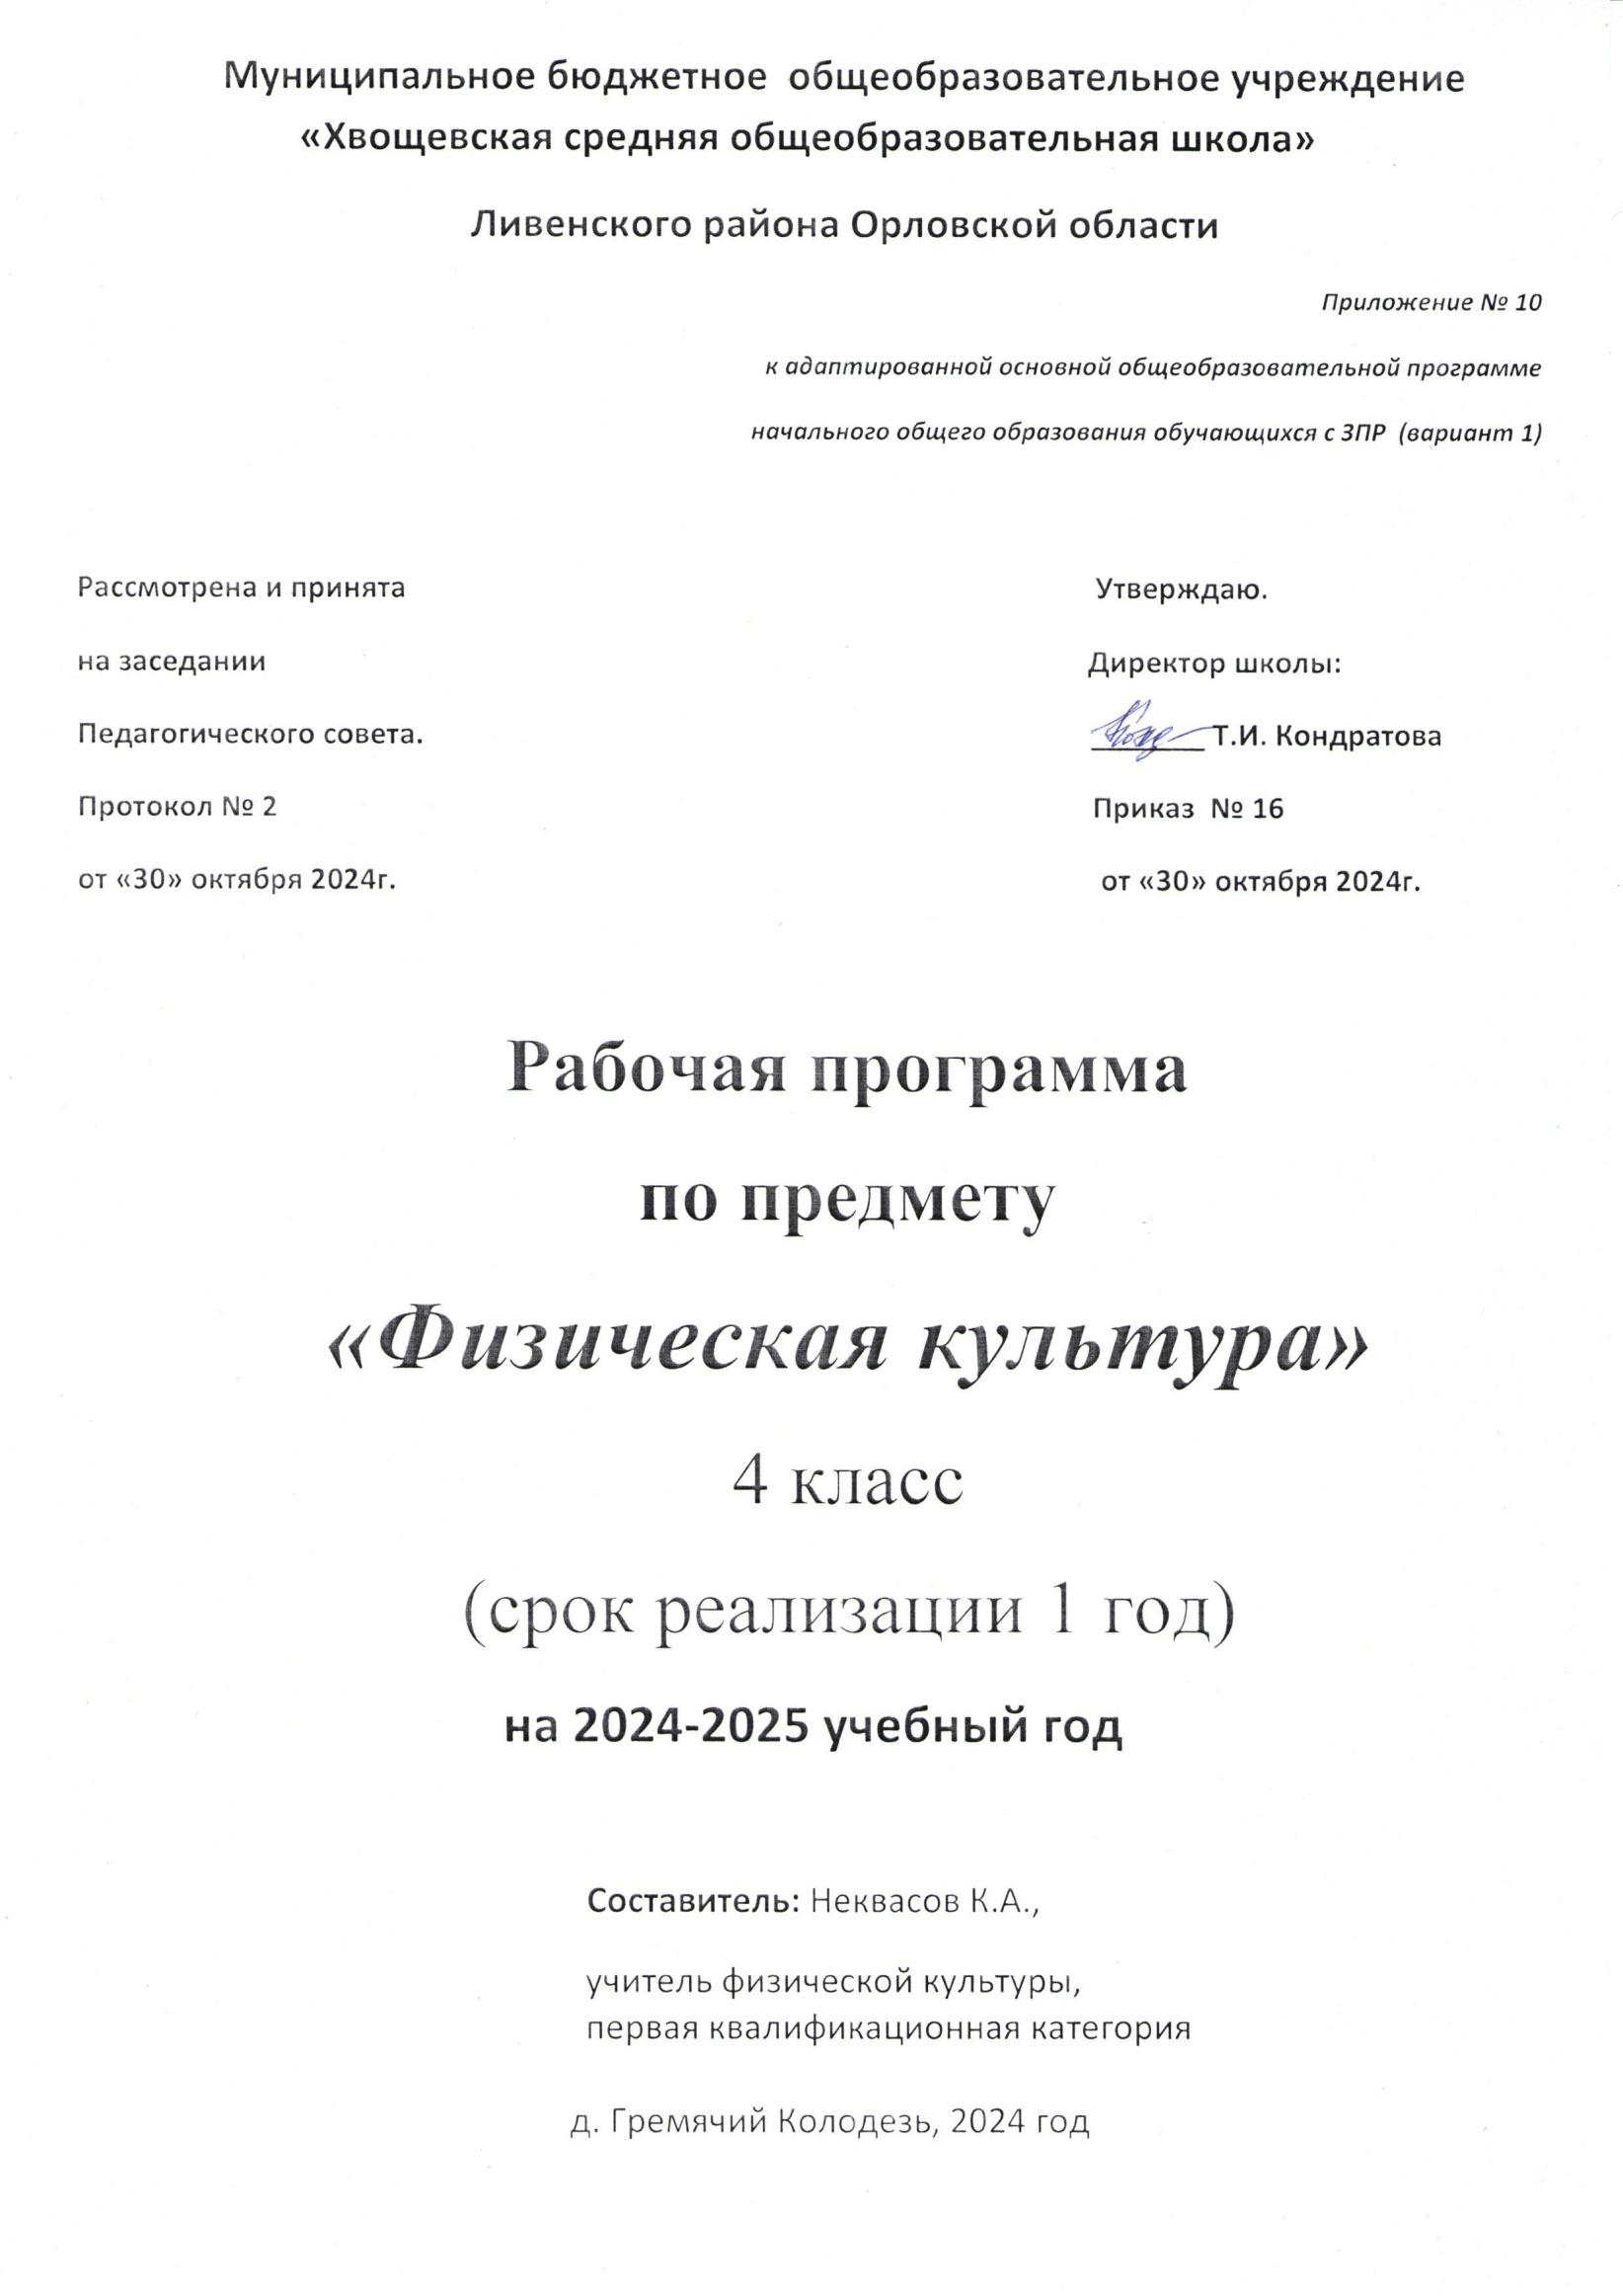 Муниципальное бюджетное общеобразовательное учреждение
«Хвощевская средняя общеобразовательная школа»
Ливенского района Орловской области
Приложение № 10
к адаптированной основной общеобразовательной программе
начального общего образования обучающихся с ЗПР (вариант 1)
Рассмотрена и принята
на заседании
Педагогического совета.
Протокол № 2
от «30» октября 2024г.
Утверждаю.
Директор школы:
Т.И. Кондратова
Приказ № 16
от «30» октября 2024г.
Рабочая программа
по предмету
«Физическая культура»
4 класс
(срок реализации 1 год)
на 2024-2025 учебный год
Составитель: Неквасов К.А.,
учитель физической культуры,
первая квалификационная категория
д. Гремячий Колодезь, 2024 год